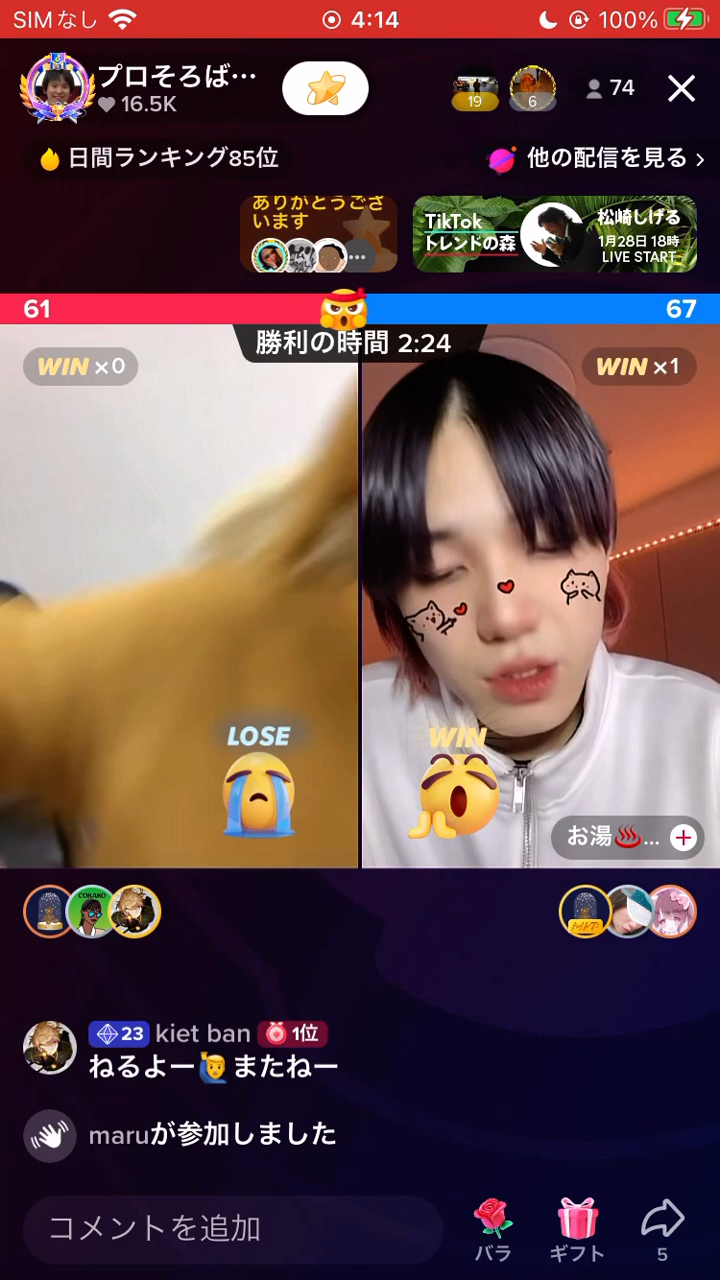 SIMなし 4:14 100%
プロそろば…
16.5K
19
6
74
日間ランキング85位
他の配信を見る
ありがとうござ
います
TikTok
トレンドの森
松崎しげる
1月28日 18時
LIVE START
61
67
勝利の時間 2:24
WIN ×0
WIN ×1
LOSE
WIN
お湯♨️... +
COKAKO
MVP
23 kiet ban 1位
ねるよー🙋‍♂️またねー
maruが参加しました
コメントを追加
バラ
ギフト
5